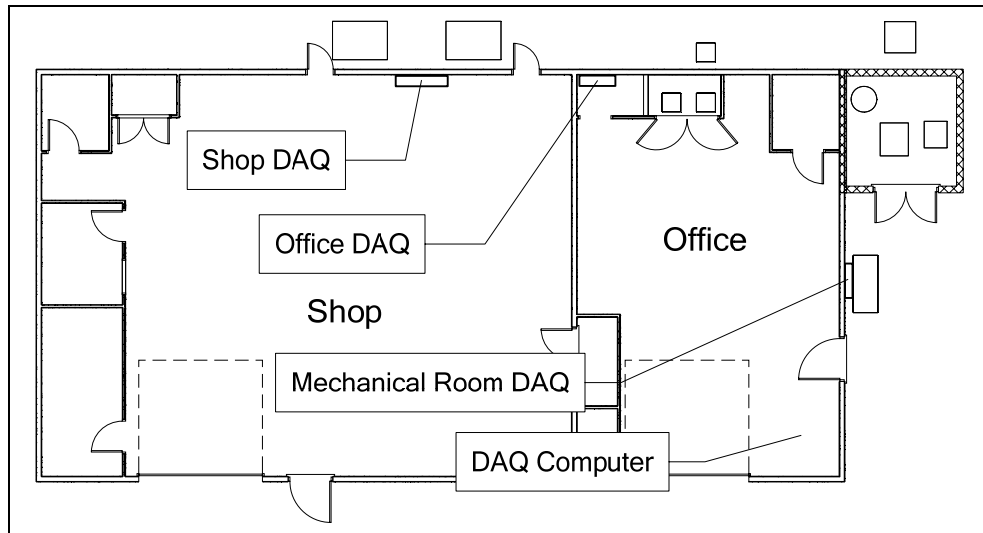 Shop DAQ
Office DAQ
Office
Shop
Mechanical Room DAQ
DAQ Computer